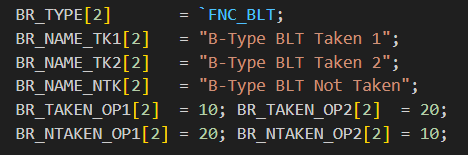 BR_TYPE[2]       = `FNC_BLT;
BR_NAME_TK1[2]   = "B-Type BLT Taken 1";
BR_NAME_TK2[2]   = "B-Type BLT Taken 2";
BR_NAME_NTK[2]   = "B-Type BLT Not Taken";
BR_TAKEN_OP1[2]  = 10; BR_TAKEN_OP2[2]  = 20;
BR_NTAKEN_OP1[2] = 20; BR_NTAKEN_OP2[2] = 10;